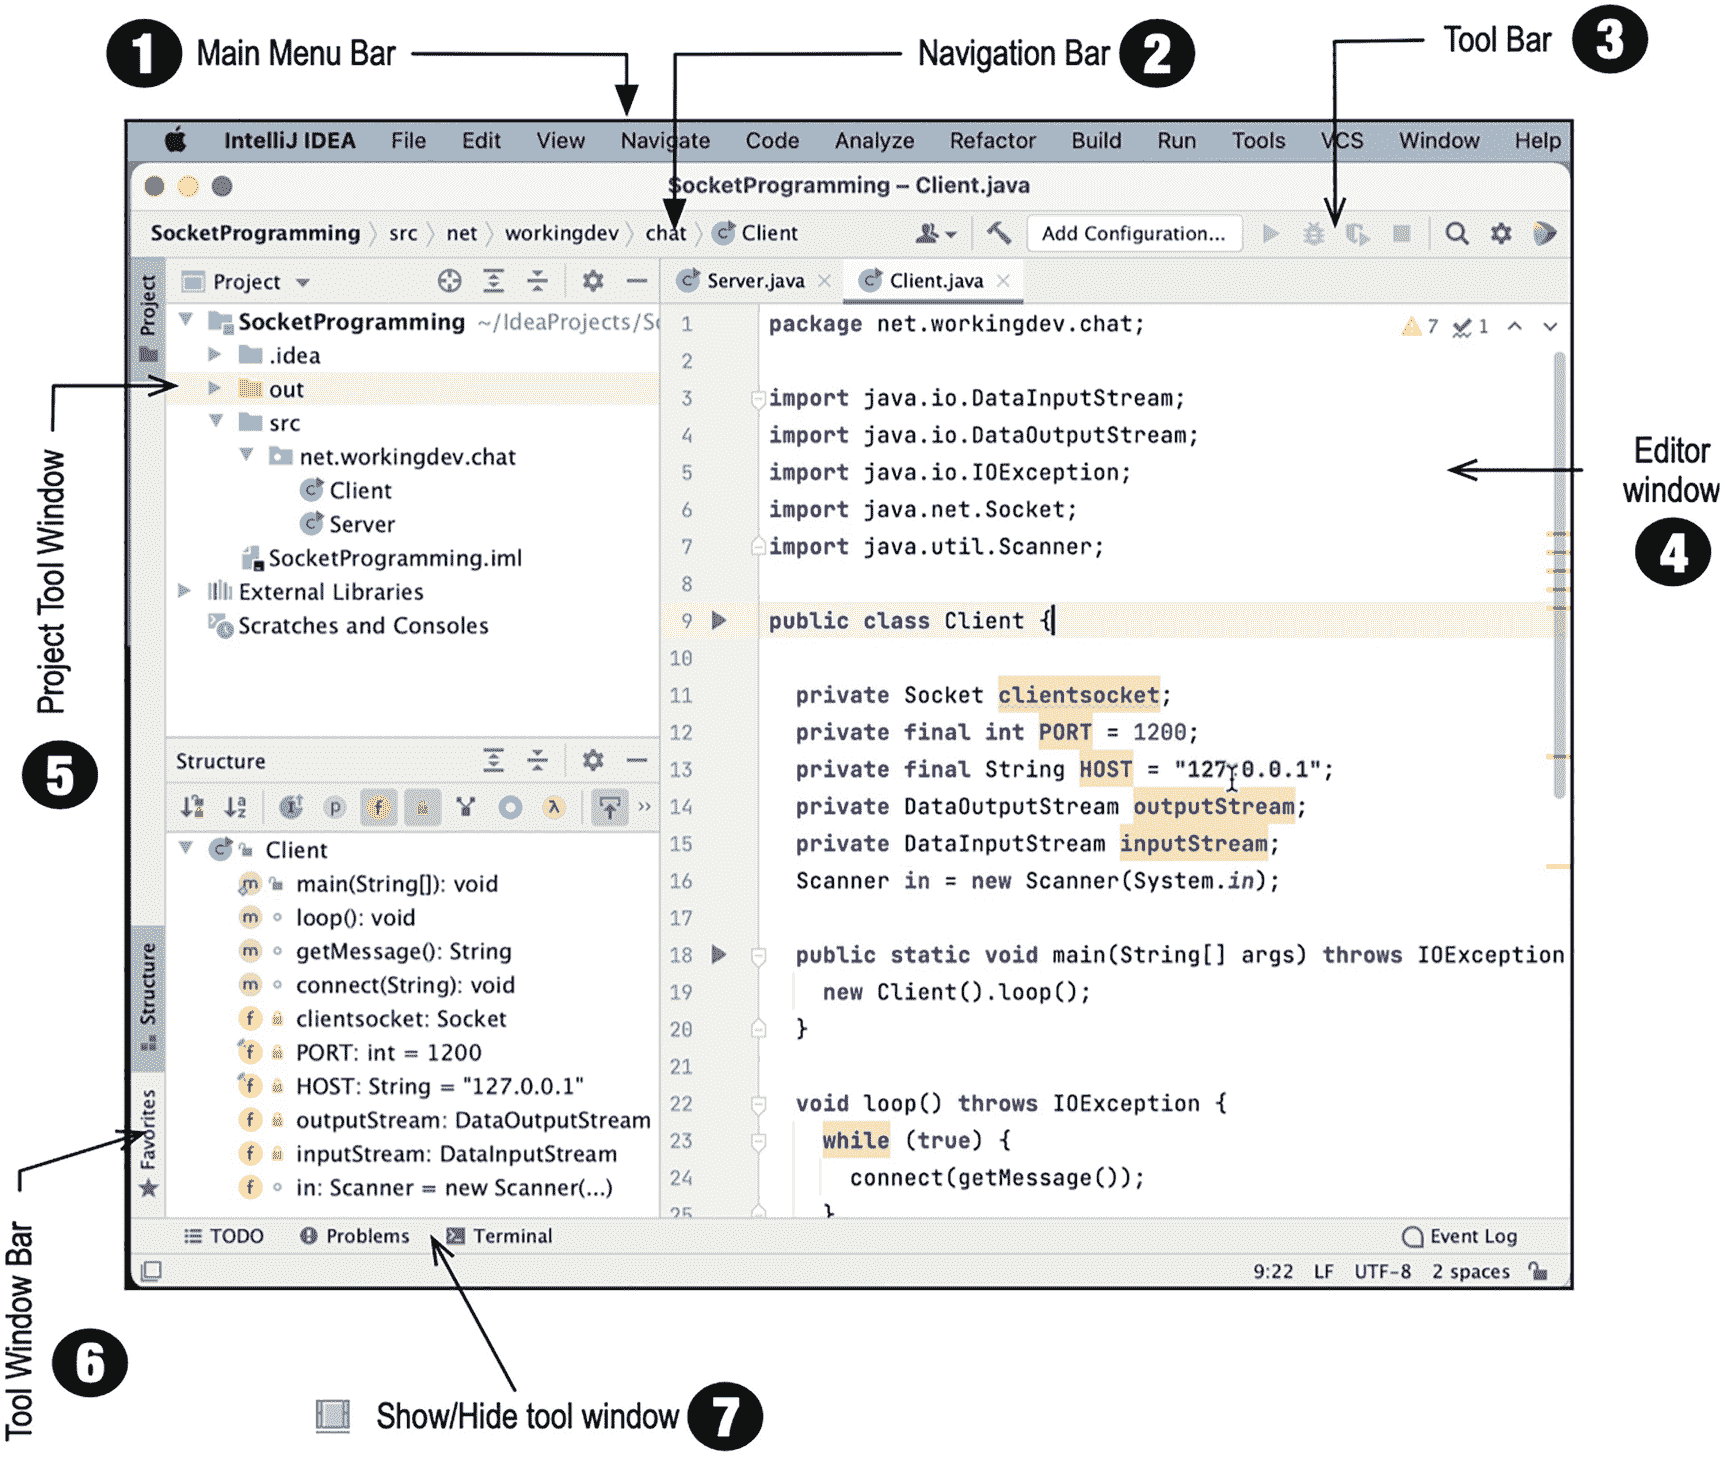 1 Main Menu Bar
Navigation Bar 2
Tool Bar 3
IntelliJ IDEA File Edit View Navigate Code Analyze Refactor Build Run Tools VCS Window Help
SocketProgramming – Client.java
SocketProgramming src net workingdev chat Client Add Configuration...
Project
Project
Server.java Client.java
SocketProgramming ~/IdeaProjects/So
.idea
out
src
net.workingdev.chat
Client
Server
SocketProgramming.iml
External Libraries
Scratches and Consoles
Structure
Structure
Client
main(String[]): void
loop(): void
getMessage(): String
connect(String): void
clientsocket: Socket
PORT: int = 1200
HOST: String = "127.0.0.1"
outputStream: DataOutputStream
inputStream: DataInputStream
in: Scanner = new Scanner(...)
Favorites
7 1
1 package net.workingdev.chat;
2
3 import java.io.DataInputStream;
4 import java.io.DataOutputStream;
5 import java.io.IOException;
6 import java.net.Socket;
7 import java.util.Scanner;
8
9 public class Client {
10
11 private Socket clientsocket;
12 private final int PORT = 1200;
13 private final String HOST = "127.0.0.1";
14 private DataOutputStream outputStream;
15 private DataInputStream inputStream;
16 Scanner in = new Scanner(System.in);
17
18 public static void main(String[] args) throws IOException
19 new Client().loop();
20 }
21
22 void loop() throws IOException {
23 while (true) {
24 connect(getMessage());
25 }
TODO Problems Terminal Event Log
9:22 LF UTF-8 2 spaces
Editor
window
4
Project Tool Window
5
Tool Window Bar
6
Show/Hide tool window 7